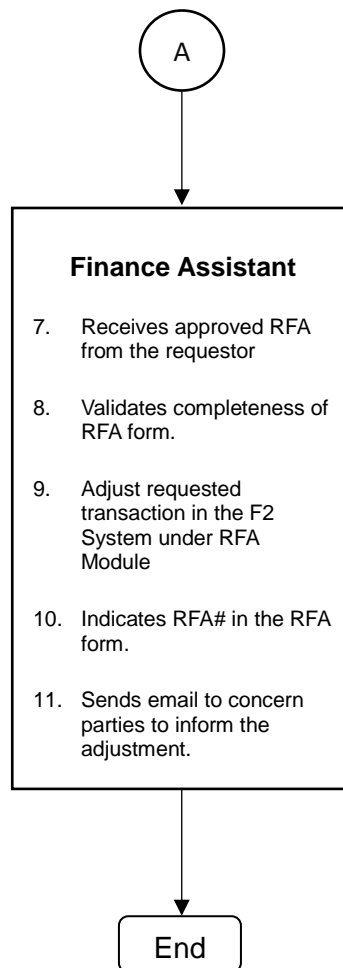 A
Finance Assistant
7. Receives approved RFA
from the requestor
8. Validates completeness of
RFA form.
9. Adjust requested
transaction in the F2
System under RFA
Module
10. Indicates RFA# in the RFA
form.
11. Sends email to concern
parties to inform the
adjustment.
End